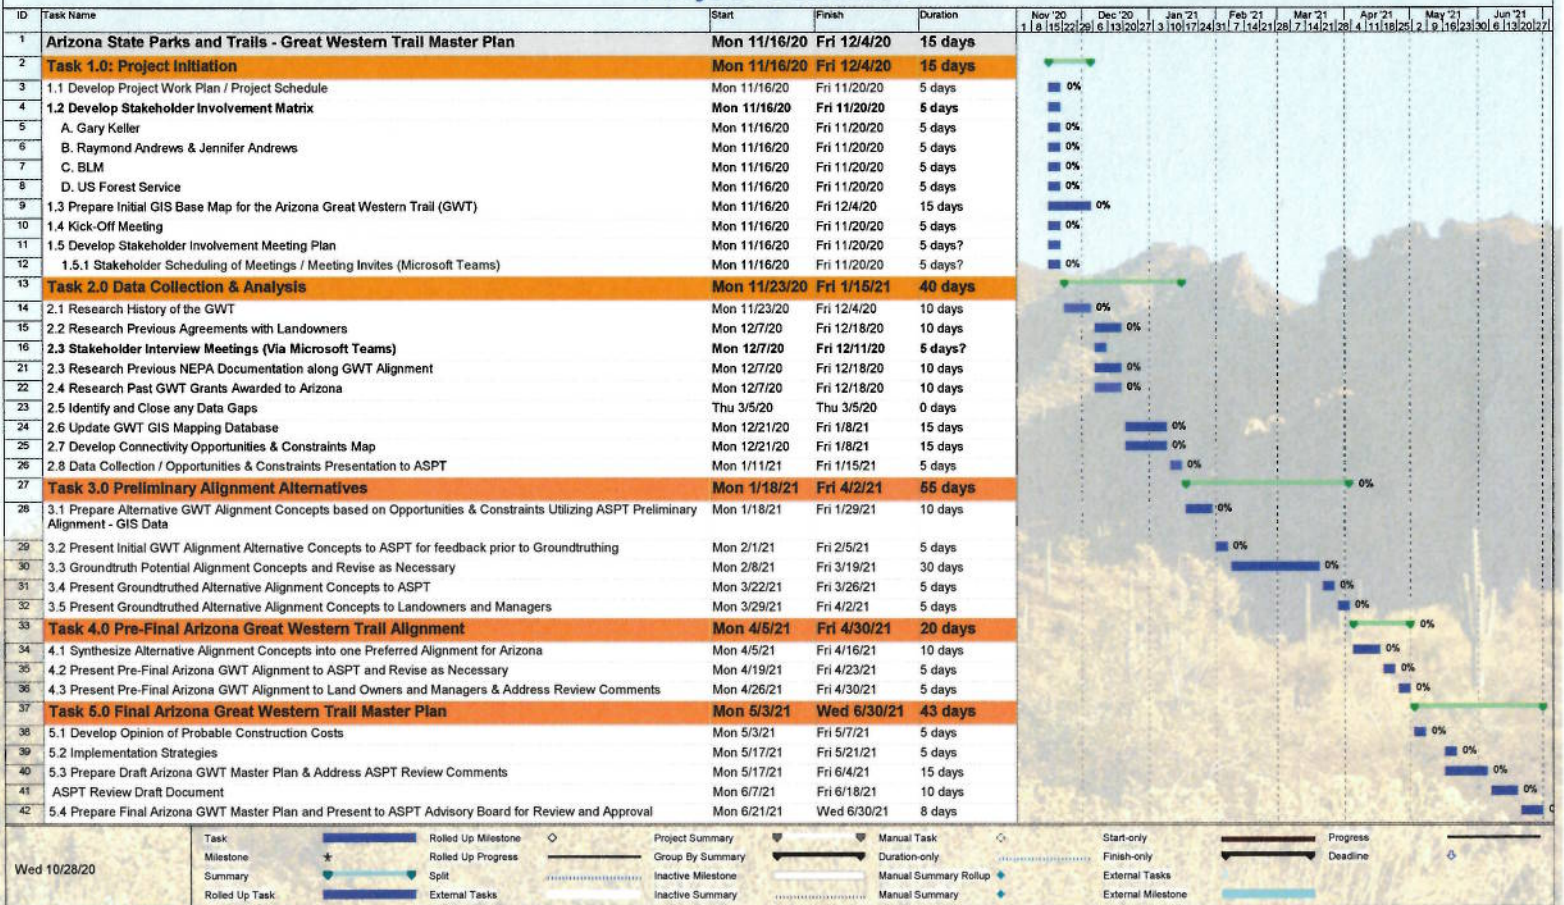 ID Task Name Start Finish Duration Nov '20 Dec '20 Jan '21 Feb '21 Mar '21 Apr '21 May '21 Jun '21
1 8 15 22 29 6 13 20 27 3 10 17 24 31 7 14 21 28 7 14 21 28 4 11 18 25 2 9 16 23 30 6 13 20 27
1 Arizona State Parks and Trails - Great Western Trail Master Plan Mon 11/16/20 Fri 12/4/20 15 days
2 Task 1.0: Project Initiation Mon 11/16/20 Fri 12/4/20 15 days
3 1.1 Develop Project Work Plan / Project Schedule Mon 11/16/20 Fri 11/20/20 5 days 0%
4 1.2 Develop Stakeholder Involvement Matrix Mon 11/16/20 Fri 11/20/20 5 days
5 A. Gary Keller Mon 11/16/20 Fri 11/20/20 5 days 0%
6 B. Raymond Andrews & Jennifer Andrews Mon 11/16/20 Fri 11/20/20 5 days 0%
7 C. BLM Mon 11/16/20 Fri 11/20/20 5 days 0%
8 D. US Forest Service Mon 11/16/20 Fri 11/20/20 5 days 0%
9 1.3 Prepare Initial GIS Base Map for the Arizona Great Western Trail (GWT) Mon 11/16/20 Fri 12/4/20 15 days 0%
10 1.4 Kick-Off Meeting Mon 11/16/20 Fri 11/20/20 5 days 0%
11 1.5 Develop Stakeholder Involvement Meeting Plan Mon 11/16/20 Fri 11/20/20 5 days?
12 1.5.1 Stakeholder Scheduling of Meetings / Meeting Invites (Microsoft Teams) Mon 11/16/20 Fri 11/20/20 5 days? 0%
13 Task 2.0 Data Collection & Analysis Mon 11/23/20 Fri 1/15/21 40 days
14 2.1 Research History of the GWT Mon 11/23/20 Fri 12/4/20 10 days 0%
15 2.2 Research Previous Agreements with Landowners Mon 12/7/20 Fri 12/18/20 10 days 0%
16 2.3 Stakeholder Interview Meetings (Via Microsoft Teams) Mon 12/7/20 Fri 12/11/20 5 days?
21 2.3 Research Previous NEPA Documentation along GWT Alignment Mon 12/7/20 Fri 12/18/20 10 days 0%
22 2.4 Research Past GWT Grants Awarded to Arizona Mon 12/7/20 Fri 12/18/20 10 days 0%
23 2.5 Identify and Close any Data Gaps Thu 3/5/20 Thu 3/5/20 0 days
24 2.6 Update GWT GIS Mapping Database Mon 12/21/20 Fri 1/8/21 15 days 0%
25 2.7 Develop Connectivity Opportunities & Constraints Map Mon 12/21/20 Fri 1/8/21 15 days 0%
26 2.8 Data Collection / Opportunities & Constraints Presentation to ASPT Mon 1/11/21 Fri 1/15/21 5 days 0%
27 Task 3.0 Preliminary Alignment Alternatives Mon 1/18/21 Fri 4/2/21 55 days 0%
28 3.1 Prepare Alternative GWT Alignment Concepts based on Opportunities & Constraints Utilizing ASPT Preliminary Mon 1/18/21 Fri 1/29/21 10 days 0%
Alignment - GIS Data
29 3.2 Present Initial GWT Alignment Alternative Concepts to ASPT for feedback prior to Groundtruthing Mon 2/1/21 Fri 2/5/21 5 days 0%
30 3.3 Groundtruth Potential Alignment Concepts and Revise as Necessary Mon 2/8/21 Fri 3/19/21 30 days 0%
31 3.4 Present Groundtruthed Alternative Alignment Concepts to ASPT Mon 3/22/21 Fri 3/26/21 5 days 0%
32 3.5 Present Groundtruthed Alternative Alignment Concepts to Landowners and Managers Mon 3/29/21 Fri 4/2/21 5 days 0%
33 Task 4.0 Pre-Final Arizona Great Western Trail Alignment Mon 4/5/21 Fri 4/30/21 20 days 0%
34 4.1 Synthesize Alternative Alignment Concepts into one Preferred Alignment for Arizona Mon 4/5/21 Fri 4/16/21 10 days 0%
35 4.2 Present Pre-Final Arizona GWT Alignment to ASPT and Revise as Necessary Mon 4/19/21 Fri 4/23/21 5 days 0%
36 4.3 Present Pre-Final Arizona GWT Alignment to Land Owners and Managers & Address Review Comments Mon 4/26/21 Fri 4/30/21 5 days 0%
37 Task 5.0 Final Arizona Great Western Trail Master Plan Mon 5/3/21 Wed 6/30/21 43 days
38 5.1 Develop Opinion of Probable Construction Costs Mon 5/3/21 Fri 5/7/21 5 days 0%
39 5.2 Implementation Strategies Mon 5/17/21 Fri 5/21/21 5 days 0%
40 5.3 Prepare Draft Arizona GWT Master Plan & Address ASPT Review Comments Mon 5/17/21 Fri 6/4/21 15 days 0%
41 ASPT Review Draft Document Mon 6/7/21 Fri 6/18/21 10 days 0%
42 5.4 Prepare Final Arizona GWT Master Plan and Present to ASPT Advisory Board for Review and Approval Mon 6/21/21 Wed 6/30/21 8 days
Wed 10/28/20
Task Rolled Up Milestone Project Summary Manual Task Start-only Progress
Milestone Rolled Up Progress Group By Summary Duration-only Finish-only Deadline
Summary Split Inactive Milestone Manual Summary Rollup External Tasks
Rolled Up Task External Tasks Inactive Summary Manual Summary External Milestone